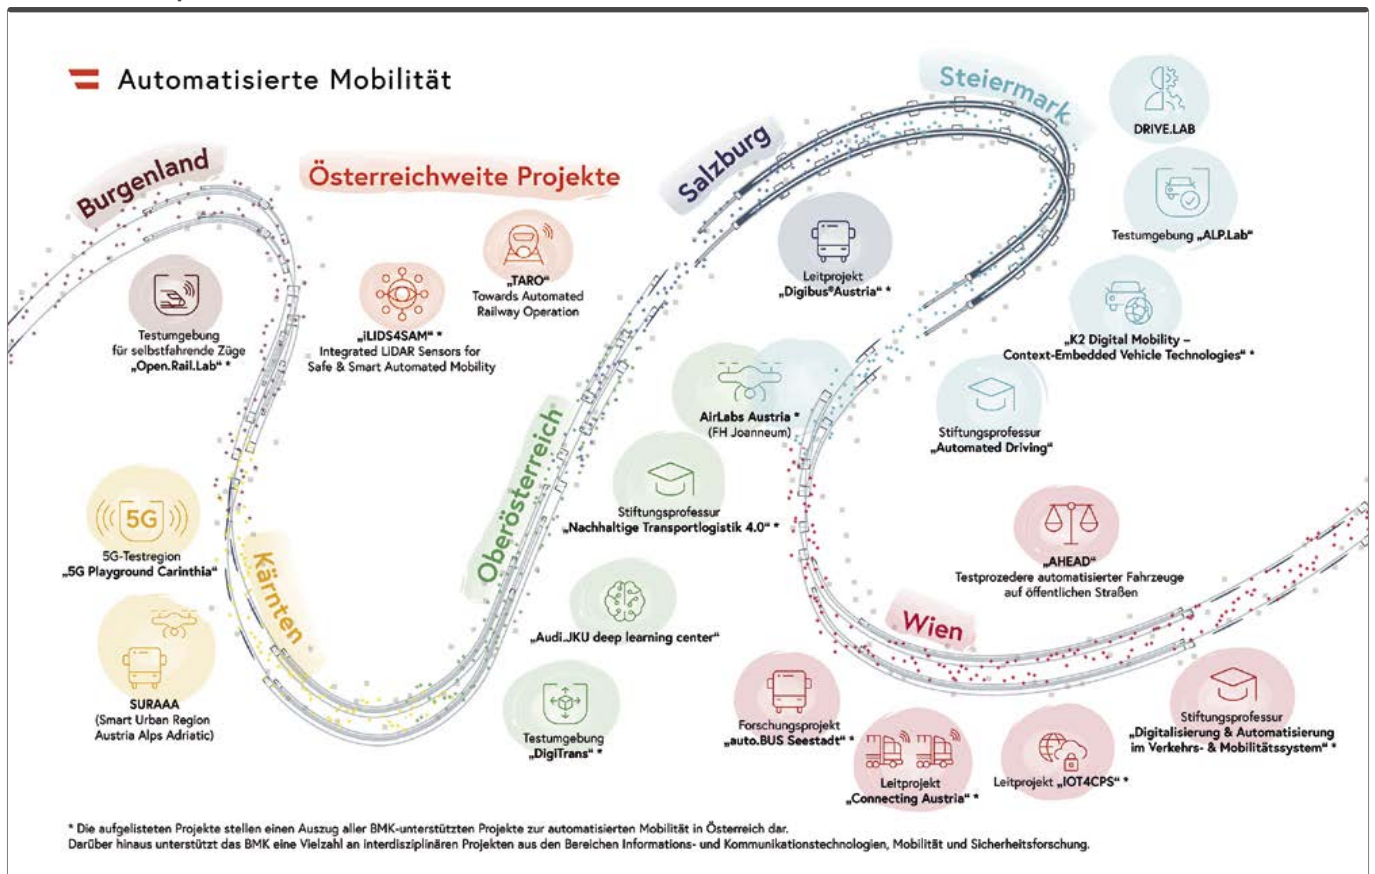 Automatisierte Mobilität
Burgenland
Österreichweite Projekte
Salzburg
Steiermark
DRIVE.LAB
Testumgebung „ALP.Lab“
„TARO“
Towards Automated
Railway Operation
„iLIDS4SAM“ *
Integrated LiDAR Sensors for
Safe & Smart Automated Mobility
Testumgebung
für selbstfahrende Züge
„Open.Rail.Lab“ *
Leitprojekt
„Digibus®Austria“ *
„K2 Digital Mobility –
Context-Embedded Vehicle Technologies“ *
AirLabs Austria *
(FH Joanneum)
Stiftungsprofessur
„Automated Driving“
Oberösterreich
Stiftungsprofessur
„Nachhaltige Transportlogistik 4.0“ *
5G
5G-Testregion
„5G Playground Carinthia“
Kärnten
„AHEAD“
Testprozedere automatisierter Fahrzeuge
auf öffentlichen Straßen
Wien
„Audi.JKU deep learning center“
SURAAA
(Smart Urban Region
Austria Alps Adriatic)
Testumgebung
„DigiTrans“ *
Forschungsprojekt
„auto.BUS Seestadt“ *
Leitprojekt
„Connecting Austria“ *
Leitprojekt „IOT4CPS“ *
Stiftungsprofessur
„Digitalisierung & Automatisierung
im Verkehrs- & Mobilitätssystem“ *
* Die aufgelisteten Projekte stellen einen Auszug aller BMK-unterstützten Projekte zur automatisierten Mobilität in Österreich dar.
Darüber hinaus unterstützt das BMK eine Vielzahl an interdisziplinären Projekten aus den Bereichen Informations- und Kommunikationstechnologien, Mobilität und Sicherheitsforschung.